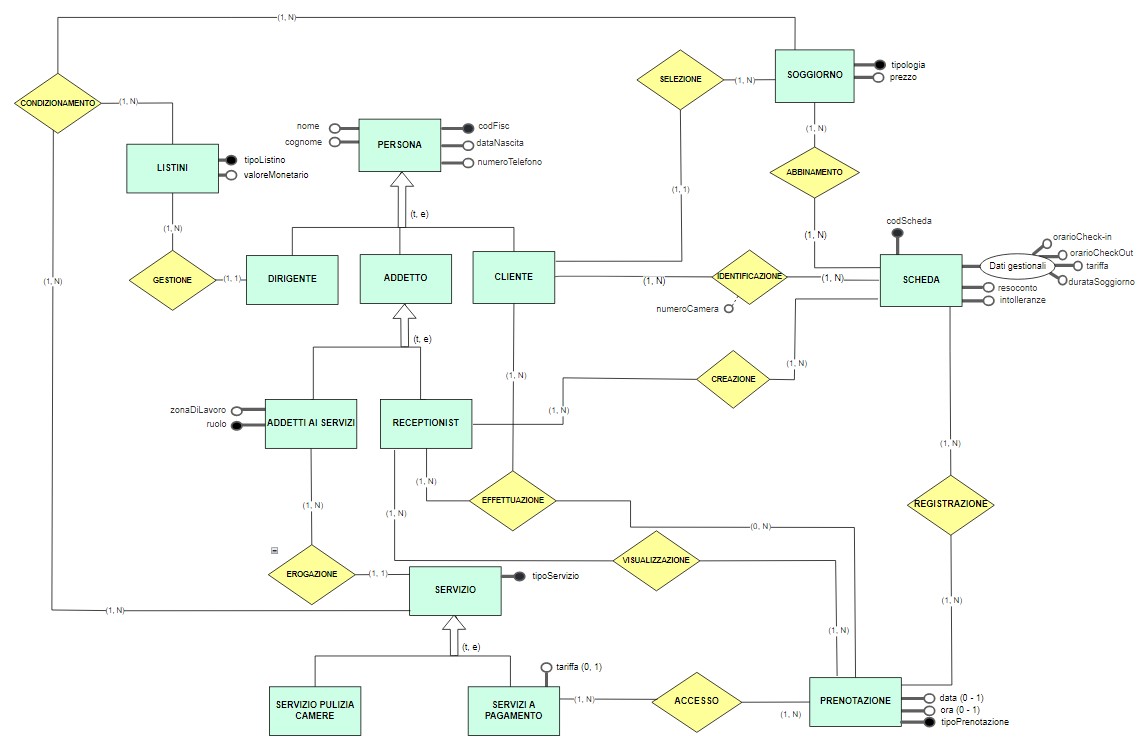 (1, N)
SOGGIORNO
tipologia
prezzo
SELEZIONE
(1, N)
CONDIZIONAMENTO
(1, N)
nome
cognome
PERSONA
codFisc
dataNascita
numeroTelefono
(1, N)
LISTINI
tipoListino
valoreMonetario
ABBINAMENTO
(1, 1)
(t, e)
(1, N)
codScheda
(1, N)
orarioCheck-in
orarioCheckOut
Dati gestionali
tariffa
durataSoggiorno
GESTIONE
(1, 1)
DIRIGENTE
ADDETTO
CLIENTE
(1, N)
IDENTIFICAZIONE
(1, N)
SCHEDA
resoconto
intolleranze
(1, N)
numeroCamera
(t, e)
(1, N)
CREAZIONE
(1, N)
zonaDiLavoro
ruolo
ADDETTI AI SERVIZI
RECEPTIONIST
(1, N)
(1, N)
(1, N)
EFFETTUAZIONE
REGISTRAZIONE
(1, N)
(1, N)
(0, N)
EROGAZIONE
(1, 1)
VISUALIZZAZIONE
SERVIZIO
tipoServizio
(1, N)
(1, N)
(1, N)
(t, e)
tariffa (0, 1)
SERVIZIO PULIZIA
CAMERE
SERVIZI A
PAGAMENTO
(1, N)
ACCESSO
(1, N)
PRENOTAZIONE
data (0 - 1)
ora (0 - 1)
tipoPrenotazione